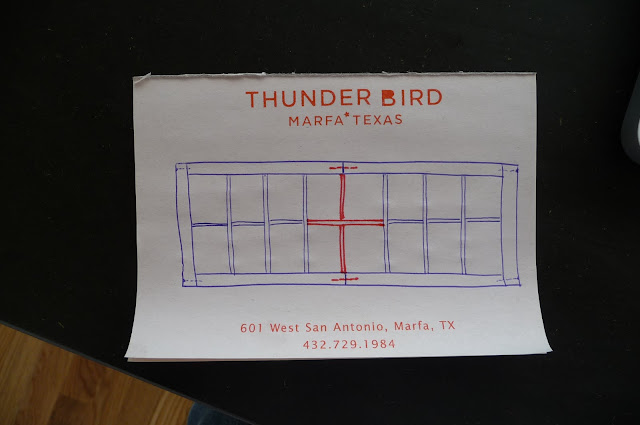 THUNDER BIRD
MARFA*TEXAS
601 West San Antonio, Marfa, TX
432.729.1984